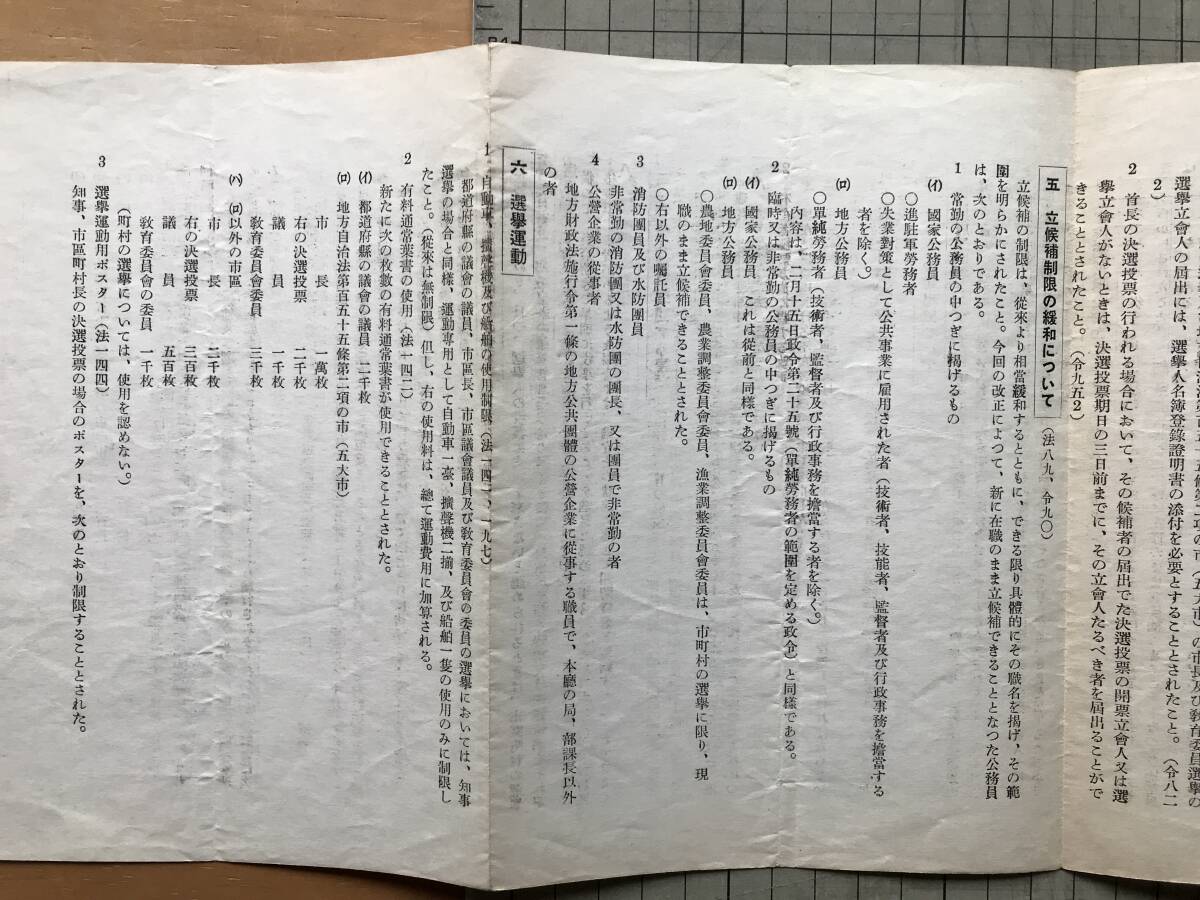 選擧立會人の屆出には、選擧人名簿登錄證明書の添付を必要とすることとされたこと。(令八二
2)
2 首長の決選投票の行われる場合において、その候補者の屆出でた決選投票の開票立會人又は選
擧立會人がないときは、決選投票期日の三日前までに、その立會人たるべき者を屆出ることがで
きることとされたこと。(令九五2)
五 立候補制限の緩和について (法八九、令九〇)
立候補の制限は、從來より相當緩和するとともに、できる限り具體的にその職名を揭げ、その範
圍を明らかにされたこと。今回の改正によつて、新に在職のまま立候補できることとなつた公務員
は、次のとおりである。
1 常勤の公務員の中つぎに揭げるもの
(イ) 國家公務員
○進駐軍勞務者
○失業對策として公共事業に雇用された者(技術者、技能者、監督者及び行政事務を擔當する
者を除く。)
(ロ) 地方公務員
○單純勞務者(技術者、監督者及び行政事務を擔當する者を除く。)
內容は、二月十五日政令第二十五號(單純勞務者の範圍を定める政令)と同樣である。
2 臨時又は非常勤の公務員の中つぎに揭げるもの
(イ) 國家公務員 これは從前と同樣である。
(ロ) 地方公務員
○農地委員會委員、農業調整委員會委員、漁業調整委員會委員は、市町村の選擧に限り、現
職のまま立候補できることとされた。
○右以外の囑託員
3 消防團員及び水防團員
非常勤の消防團又は水防團の團長、又は團員で非常勤の者
4 公營企業の從事者
地方財政法施行令第一條の地方公共團體の公營企業に從事する職員で、本廳の局、部課長以外
の者
六 選擧運動
1 自動車、擴聲機及び船舶の使用制限(法一四一、一九七)
都道府縣の議會の議員、市區長、市區議會議員及び敎育委員會の委員の選擧においては、知事
選擧の場合と同樣、運動專用として自動車一臺、擴聲機二揃、及び船舶一隻の使用のみに制限し
たこと。(從來は無制限)但し、右の使用料は、總て運動費用に加算される。
2 有料通常葉書の使用(法一四二)
新たに次の枚數の有料通常葉書が使用できることとされた。
(イ) 都道府縣の議會の議員 二千枚
(ロ) 地方自治法第百五十五條第二項の市(五大市)
市 長 一萬枚
右の決選投票 二千枚
議 員 一千枚
敎育委員會委員 三千枚
(ハ) (ロ)以外の市區
市 長 二千枚
右の決選投票 三百枚
議 員 五百枚
敎育委員會の委員 一千枚
(町村の選擧については、使用を認めない。)
3 選擧運動用ポスター(法一四四)
知事、市區町村長の決選投票の場合のポスターを、次のとおり制限することとされた。